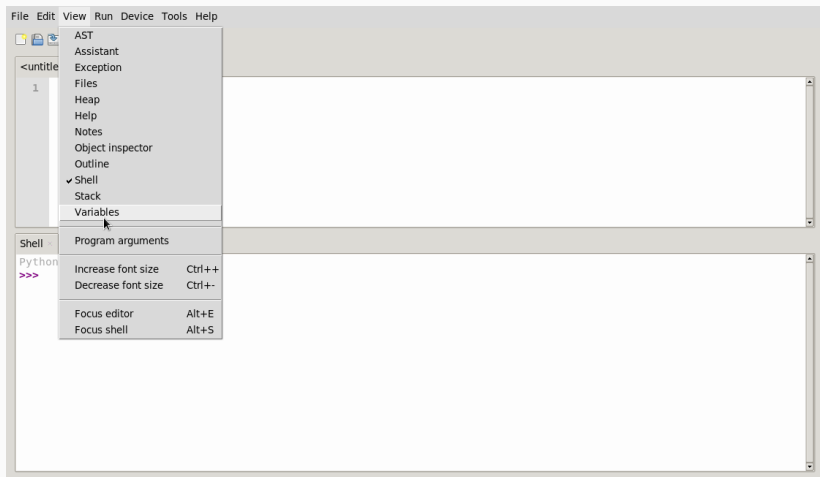 File Edit View Run Device Tools Help
AST
Assistant
Exception
Files
Heap
Help
Notes
Object inspector
Outline
✓ Shell
Stack
Variables
Program arguments
Increase font size Ctrl++
Decrease font size Ctrl+-
Focus editor Alt+E
Focus shell Alt+S
<untitle
1
Shell
Python
>>>